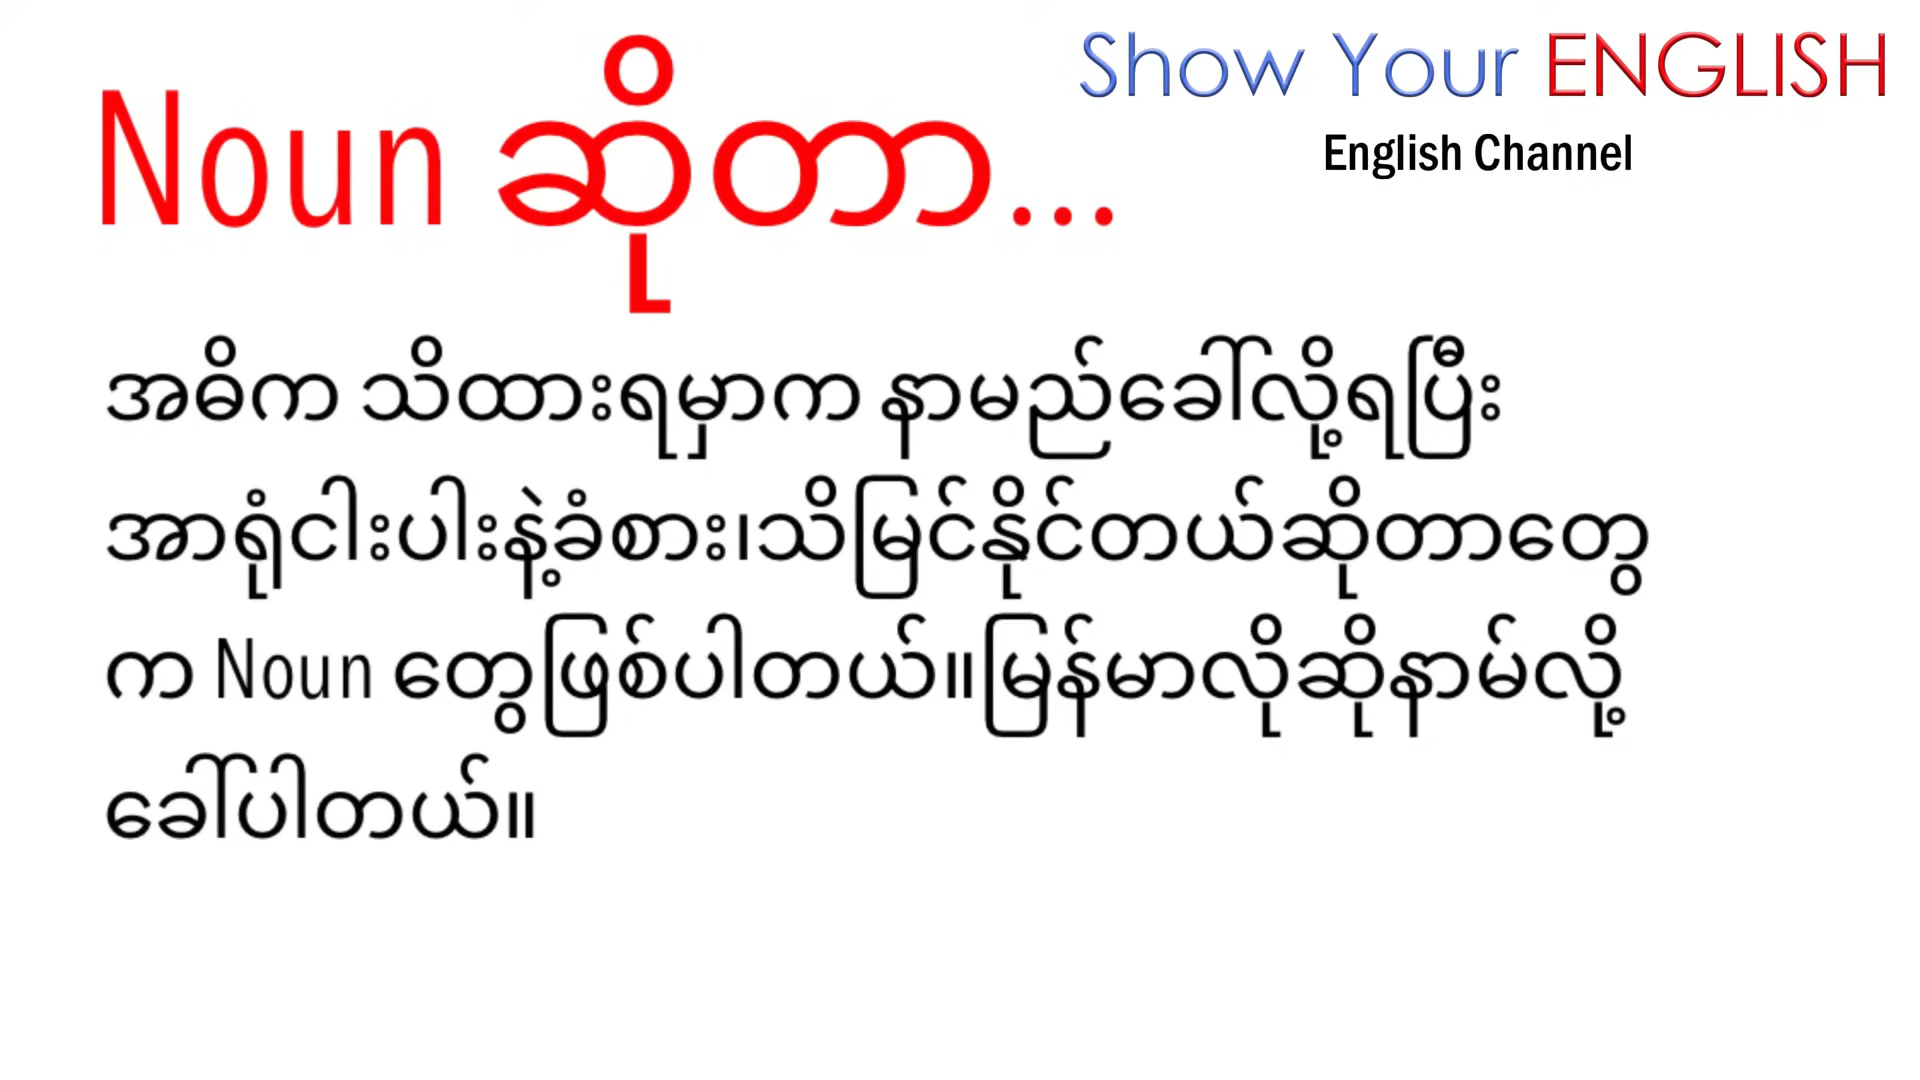 Show Your ENGLISH
English Channel
Noun ဆိုတာ...
အဓိက သိထားရမှာက နာမည်ခေါ်လို့ရပြီး
အာရုံငါးပါးနဲ့ခံစား၊သိမြင်နိုင်တယ်ဆိုတာတွေ
က Noun တွေဖြစ်ပါတယ်။မြန်မာလိုဆိုနာမ်လို့
ခေါ်ပါတယ်။